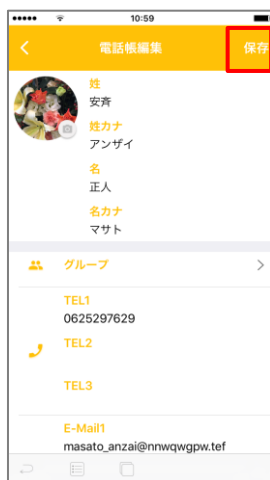 10:59
電話帳編集
保存
姓
安斉
姓カナ
アンザイ
名
正人
名カナ
マサト
グループ
TEL1
0625297629
TEL2
TEL3
E-Mail1
masato_anzai@nnwqwgpw.tef